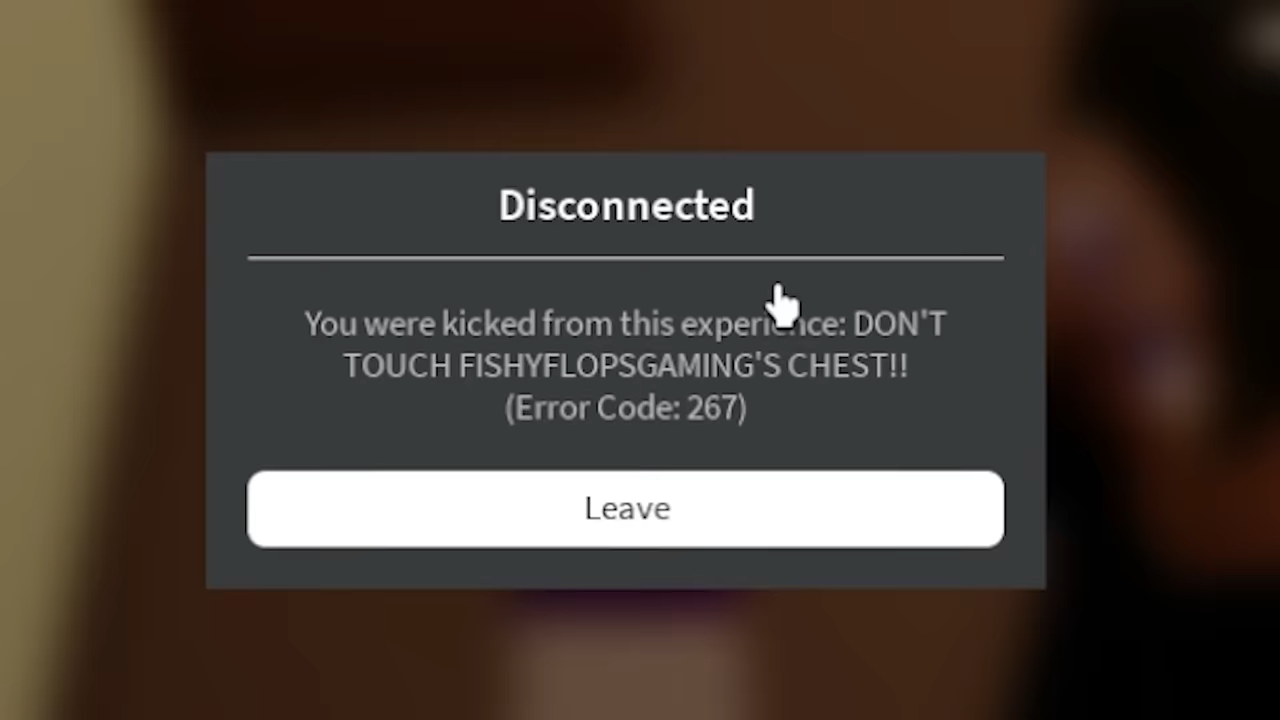 Disconnected
You were kicked from this experience: DON'T
TOUCH FISHYFLOPSGAMING'S CHEST!!
(Error Code: 267)
Leave